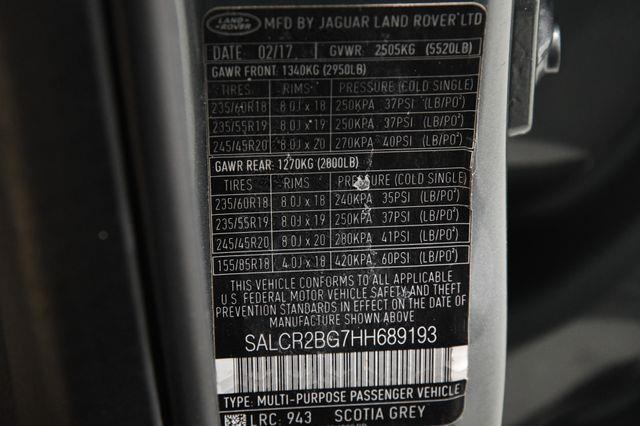 LAND ROVER MFD BY JAGUAR LAND ROVER LTD
DATE 02/17 GVWR: 2505KG (5520LB)
GAWR FRONT: 1340KG (2950LB)
TIRES RIMS PRESSURE (COLD SINGLE)
235/60R18 8.0J x 18 250KPA 37PSI (LB/PO²)
235/55R19 8.0J x 19 250KPA 37PSI (LB/PO²)
245/45R20 8.0J x 20 270KPA 40PSI (LB/PO²)
GAWR REAR: 1270KG (2800LB)
TIRES RIMS PRESSURE (COLD SINGLE)
235/60R18 8.0J x 18 240KPA 35PSI (LB/PO²)
235/55R19 8.0J x 19 250KPA 37PSI (LB/PO²)
245/45R20 8.0J x 20 280KPA 41PSI (LB/PO²)
155/85R18 4.0J x 18 420KPA 60PSI (LB/PO²)
THIS VEHICLE CONFORMS TO ALL APPLICABLE
U.S. FEDERAL MOTOR VEHICLE SAFETY AND THEFT
PREVENTION STANDARDS IN EFFECT ON THE DATE OF
MANUFACTURE SHOWN ABOVE.
SALCR2BG7HH689193
TYPE: MULTI-PURPOSE PASSENGER VEHICLE
LRC: 943 SCOTIA GREY